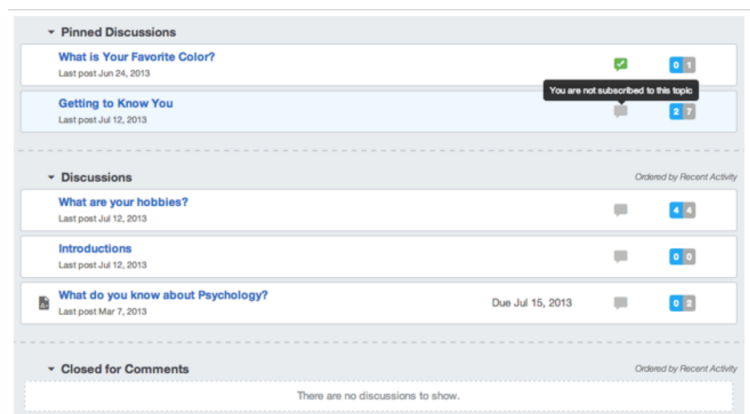 Pinned Discussions
What is Your Favorite Color?
Last post Jun 24, 2013
0 1
You are not subscribed to this topic
Getting to Know You
Last post Jul 12, 2013
2 7
Discussions
Ordered by Recent Activity
What are your hobbies?
Last post Jul 12, 2013
4 4
Introductions
Last post Jul 12, 2013
0 0
What do you know about Psychology?
Last post Mar 7, 2013
Due Jul 15, 2013
0 2
Closed for Comments
Ordered by Recent Activity
There are no discussions to show.